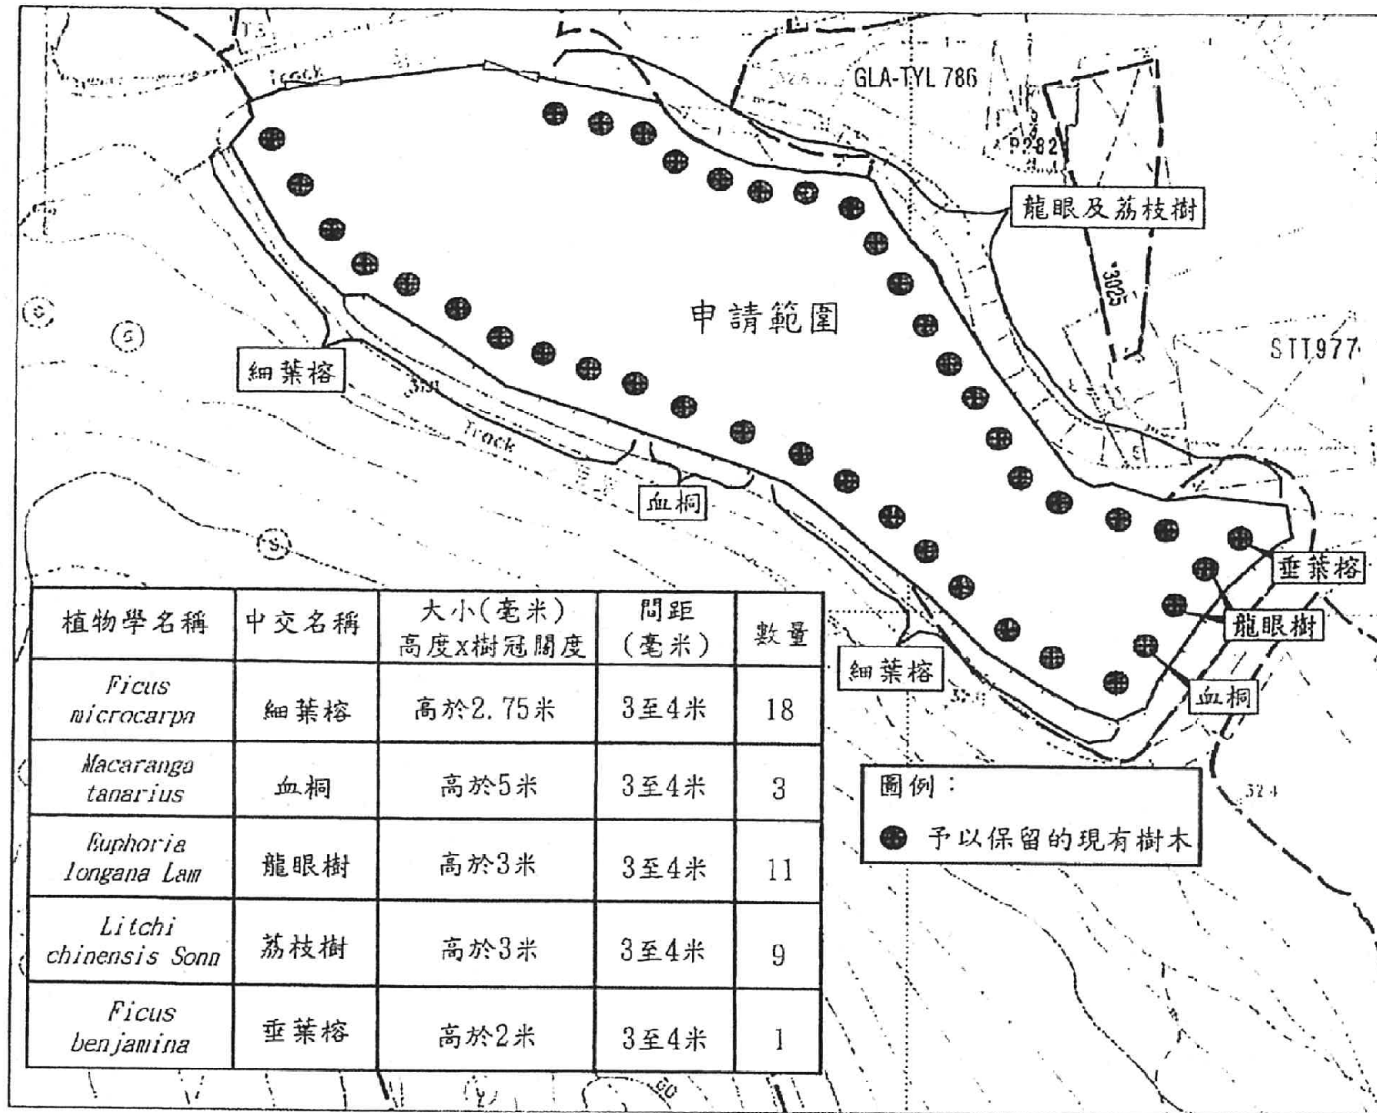 Track
GLA-TYL 786
P282
龍眼及荔枝樹
*3025
申請範圍
STT977
細葉榕
Track
血桐
S
垂葉榕
龍眼樹
細葉榕
血桐
植物學名稱 中交名稱 大小(毫米) 高度x樹冠闊度 間距 (毫米) 數量
Ficus microcarpa 細葉榕 高於2.75米 3至4米 18
Macaranga tanarius 血桐 高於5米 3至4米 3
Euphoria longana Lam 龍眼樹 高於3米 3至4米 11
Litchi chinensis Sonn 荔枝樹 高於3米 3至4米 9
Ficus benjamina 垂葉榕 高於2米 3至4米 1
圖例：
予以保留的現有樹木
32.4